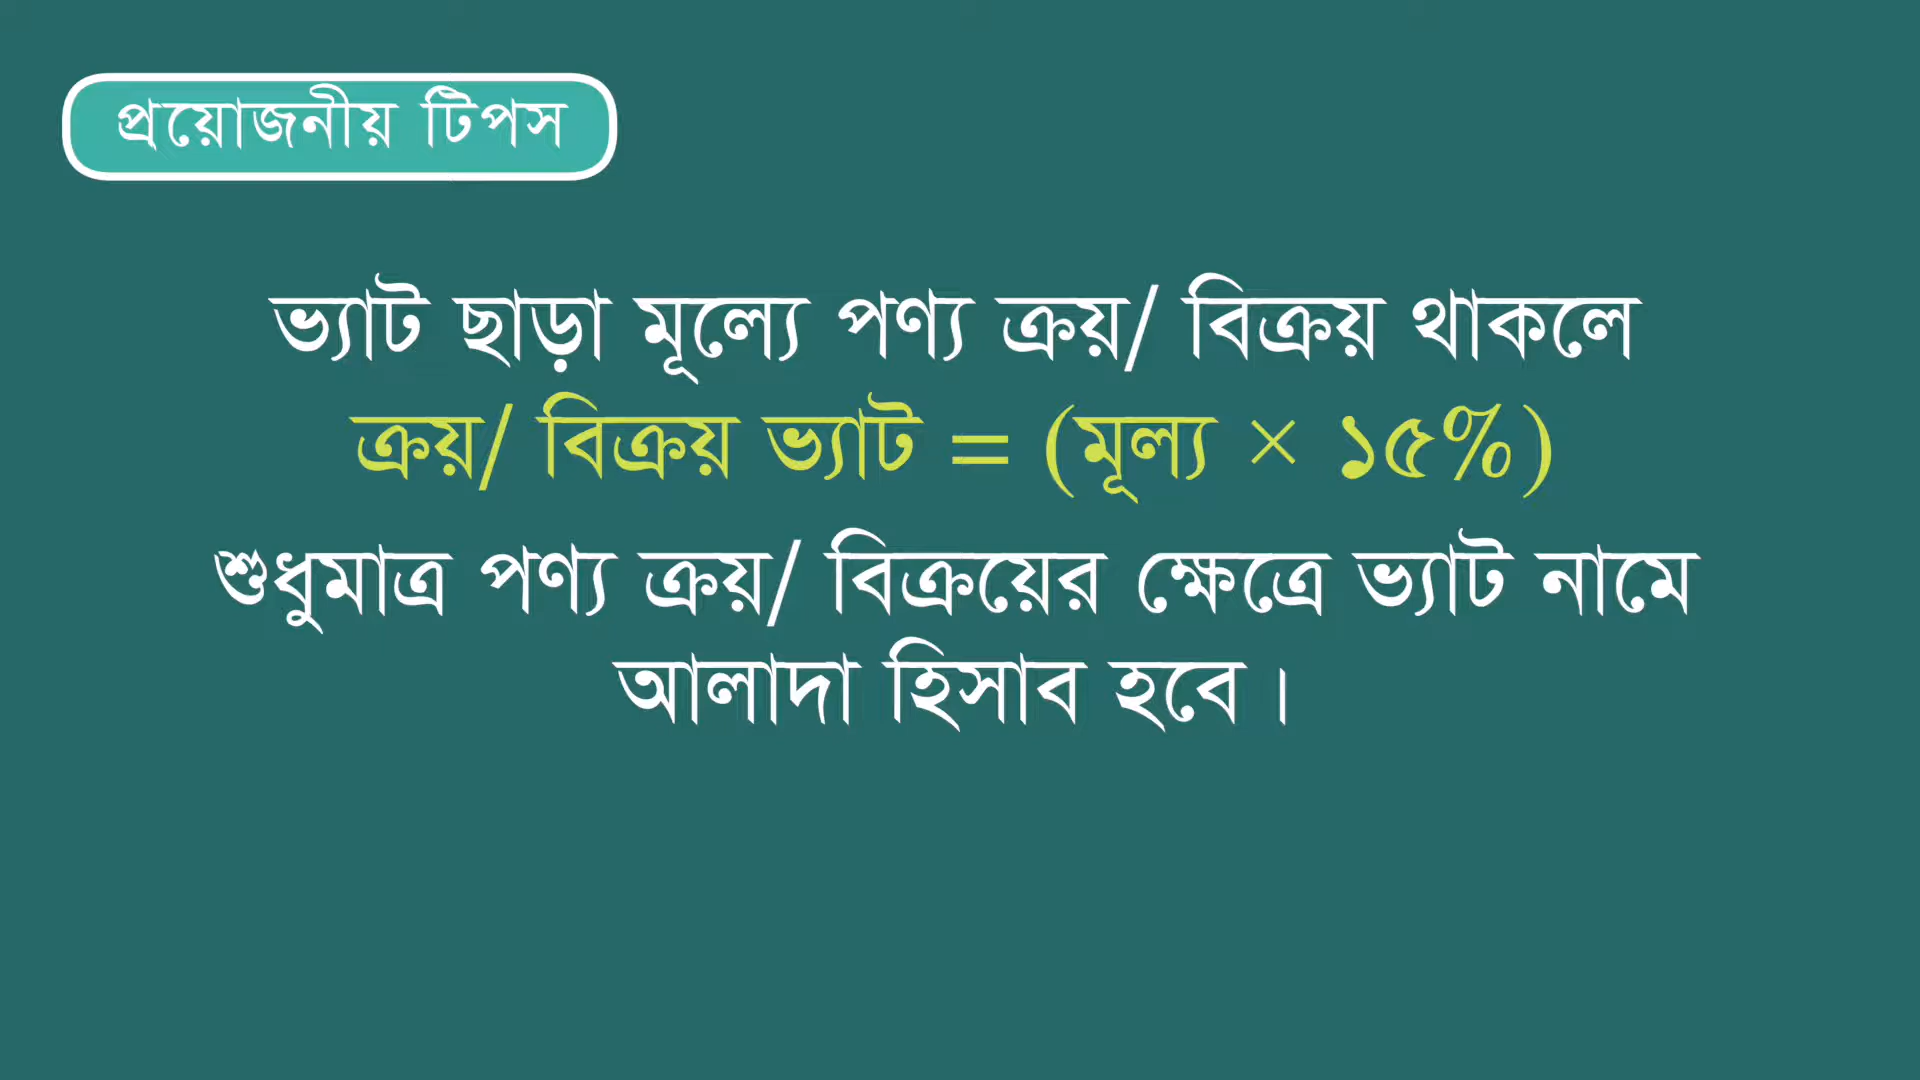 প্রয়োজনীয় টিপস
ভ্যাট ছাড়া মূল্যে পণ্য ক্রয়/ বিক্রয় থাকলে
ক্রয়/ বিক্রয় ভ্যাট = (মূল্য × ১৫%)
শুধুমাত্র পণ্য ক্রয়/ বিক্রয়ের ক্ষেত্রে ভ্যাট নামে
আলাদা হিসাব হবে।